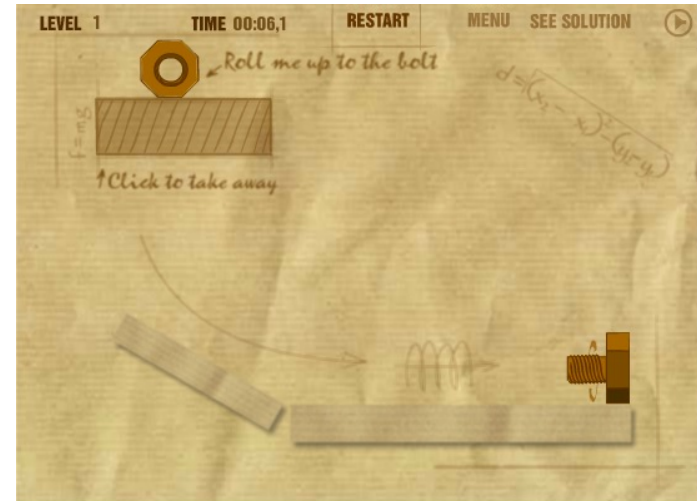 LEVEL 1 TIME 00:06,1 RESTART MENU SEE SOLUTION
Roll me up to the bolt
f=mg
Click to take away